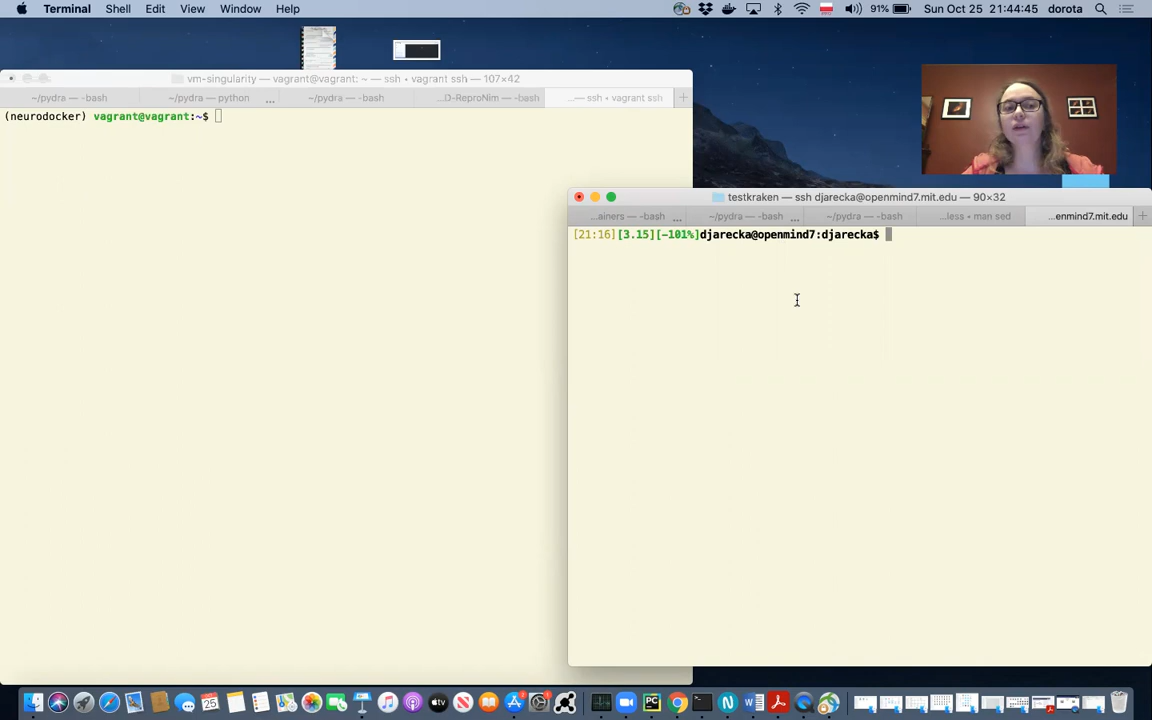 Terminal Shell Edit View Window Help 91% Sun Oct 25 21:44:45 dorota
vm-singularity — vagrant@vagrant: ~ — ssh • vagrant ssh — 107×42
~/pydra — -bash ~/pydra — python ... ~/pydra — -bash ...D-ReproNim — -bash ...— ssh • vagrant ssh +
(neurodocker) vagrant@vagrant:~$
testkraken — ssh djarecka@openmind7.mit.edu — 90×32
...ainers — -bash ... ~/pydra — -bash ... ~/pydra — -bash ...less • man sed ...enmind7.mit.edu +
[21:16][3.15][-101%]djarecka@openmind7:djarecka$